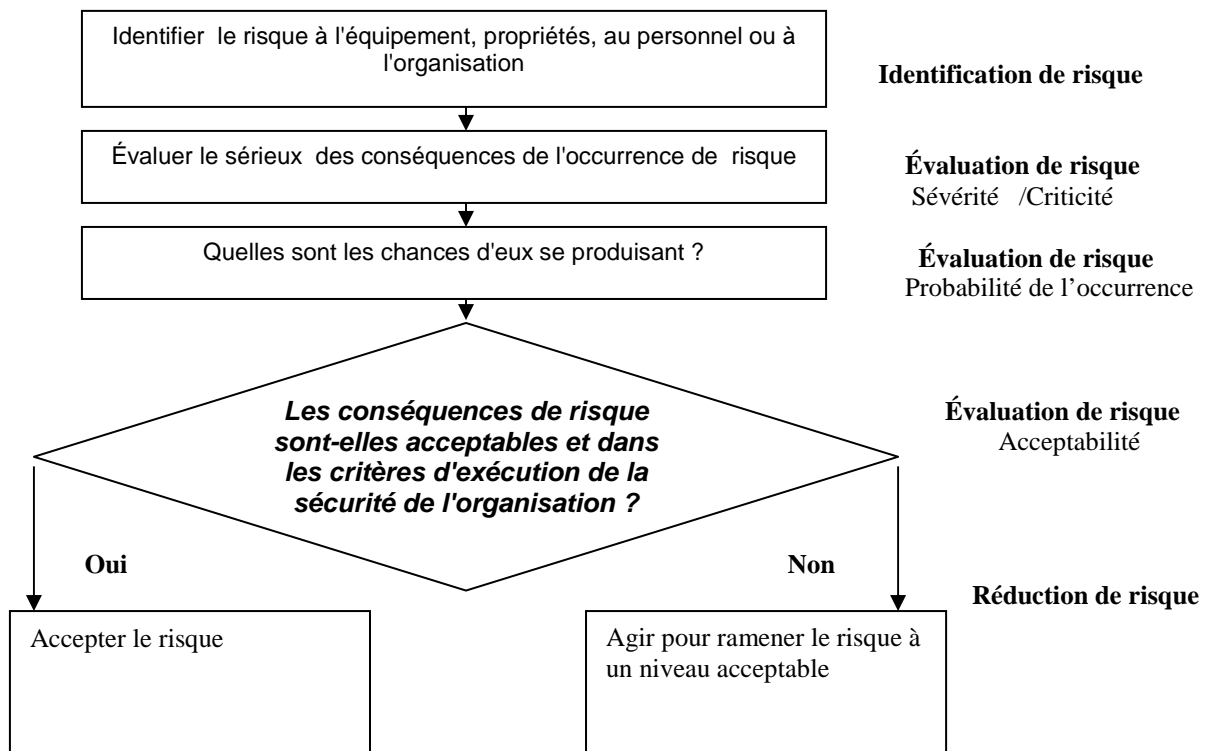 Identifier le risque à l'équipement, propriétés, au personnel ou à
l'organisation
Identification de risque
Évaluer le sérieux des conséquences de l'occurrence de risque
Évaluation de risque
Sévérité /Criticité
Quelles sont les chances d'eux se produisant ?
Évaluation de risque
Probabilité de l’occurrence
Les conséquences de risque
sont-elles acceptables et dans
les critères d'exécution de la
sécurité de l'organisation ?
Évaluation de risque
Acceptabilité
Oui
Non
Réduction de risque
Accepter le risque
Agir pour ramener le risque à
un niveau acceptable